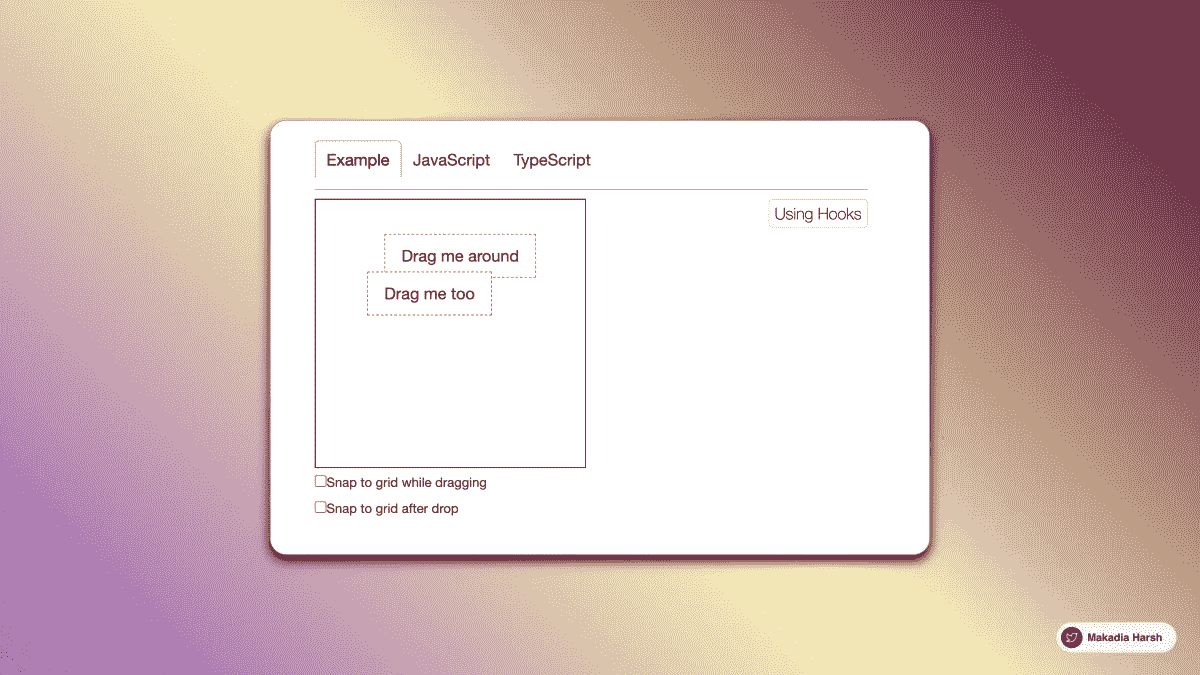 Example JavaScript TypeScript
Using Hooks
Drag me around
Drag me too
Snap to grid while dragging
Snap to grid after drop
Makadia Harsh